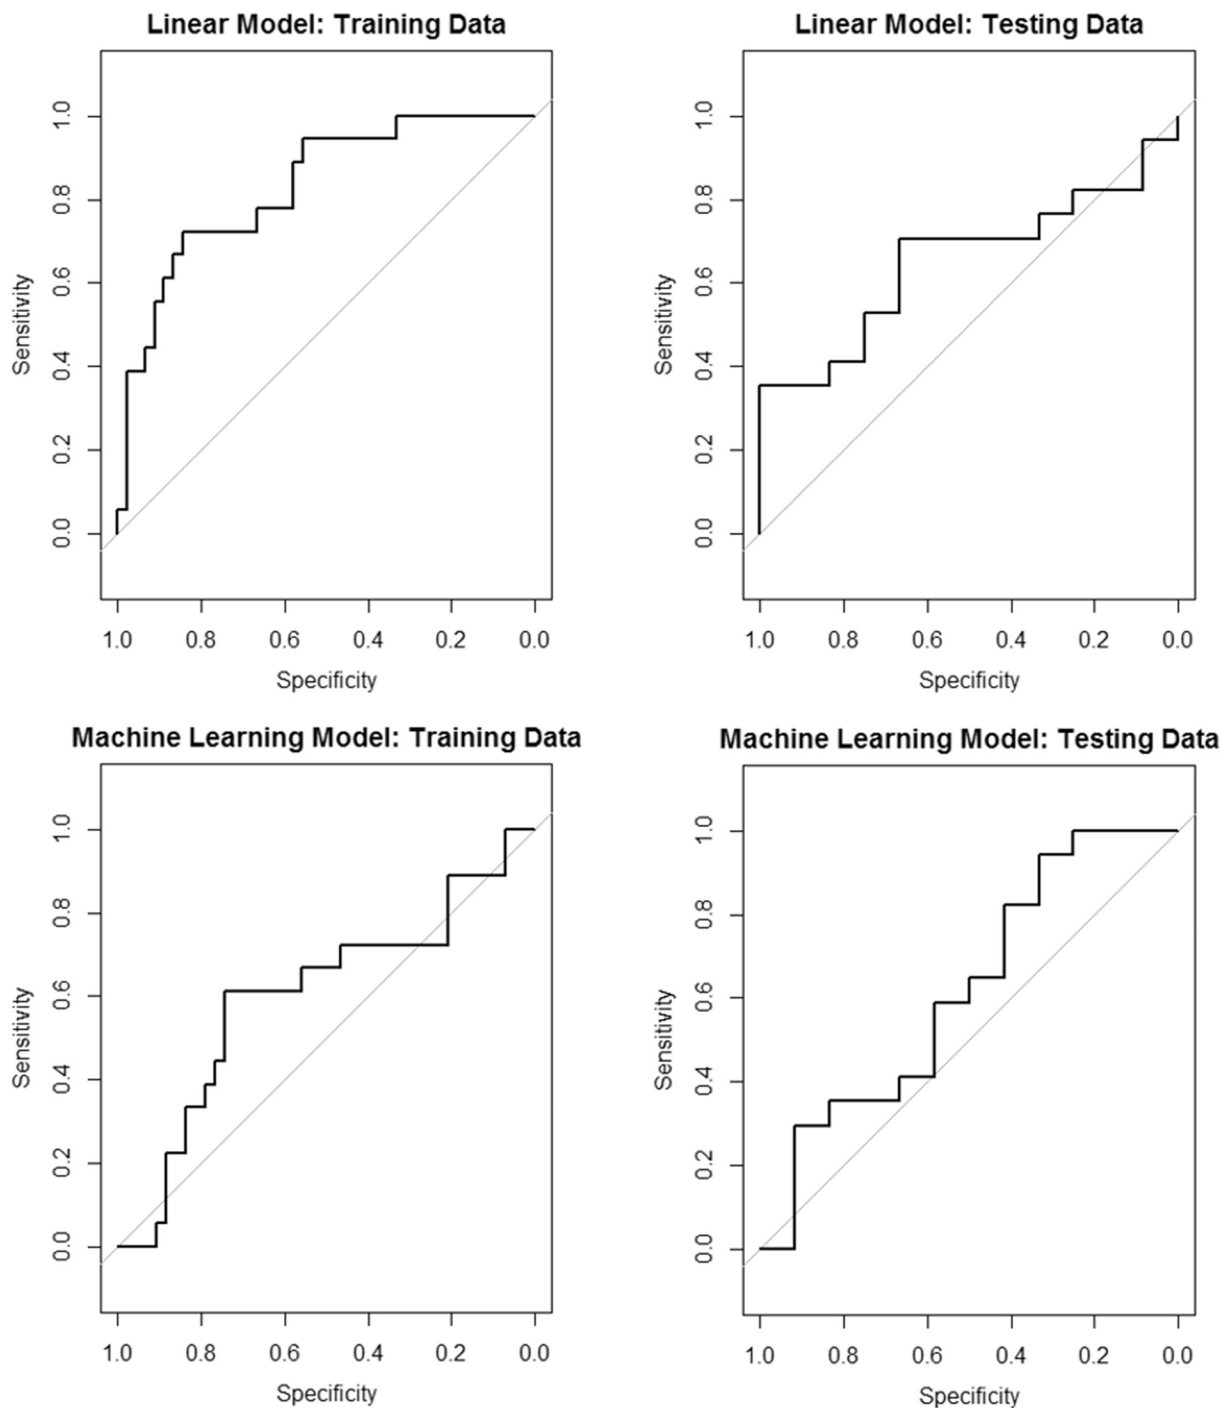 Linear Model: Training Data
Sensitivity
1.0
0.8
0.6
0.4
0.2
0.0
1.0 0.8 0.6 0.4 0.2 0.0
Specificity
Linear Model: Testing Data
Sensitivity
1.0
0.8
0.6
0.4
0.2
0.0
1.0 0.8 0.6 0.4 0.2 0.0
Specificity
Machine Learning Model: Training Data
Sensitivity
1.0
0.8
0.6
0.4
0.2
0.0
1.0 0.8 0.6 0.4 0.2 0.0
Specificity
Machine Learning Model: Testing Data
Sensitivity
1.0
0.8
0.6
0.4
0.2
0.0
1.0 0.8 0.6 0.4 0.2 0.0
Specificity